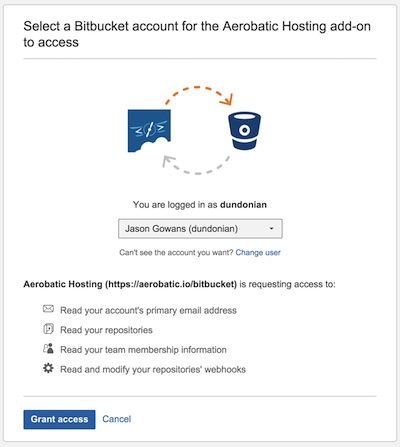 Select a Bitbucket account for the Aerobatic Hosting add-on
to access
You are logged in as dundonian
Jason Gowans (dundonian)
Can't see the account you want? Change user
Aerobatic Hosting (https://aerobatic.io/bitbucket) is requesting access to:
Read your account's primary email address
Read your repositories
Read your team membership information
Read and modify your repositories' webhooks
Grant access Cancel